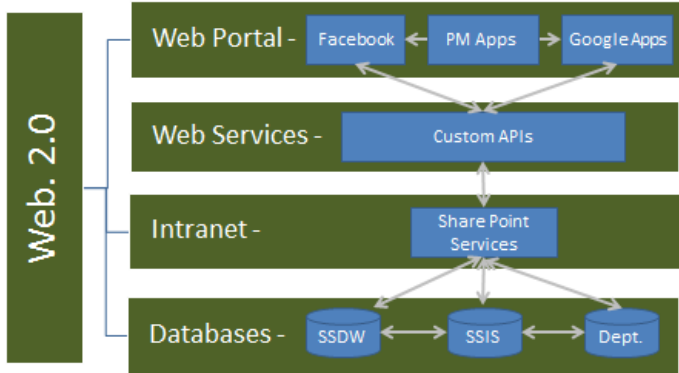 Web. 2.0
Web Portal -
Facebook
PM Apps
Google Apps
Web Services -
Custom APIs
Intranet -
Share Point
Services
Databases -
SSDW
SSIS
Dept.